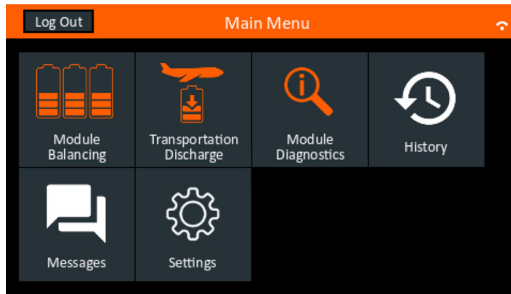 Log Out
Main Menu
Module
Balancing
Transportation
Discharge
Module
Diagnostics
History
Messages
Settings